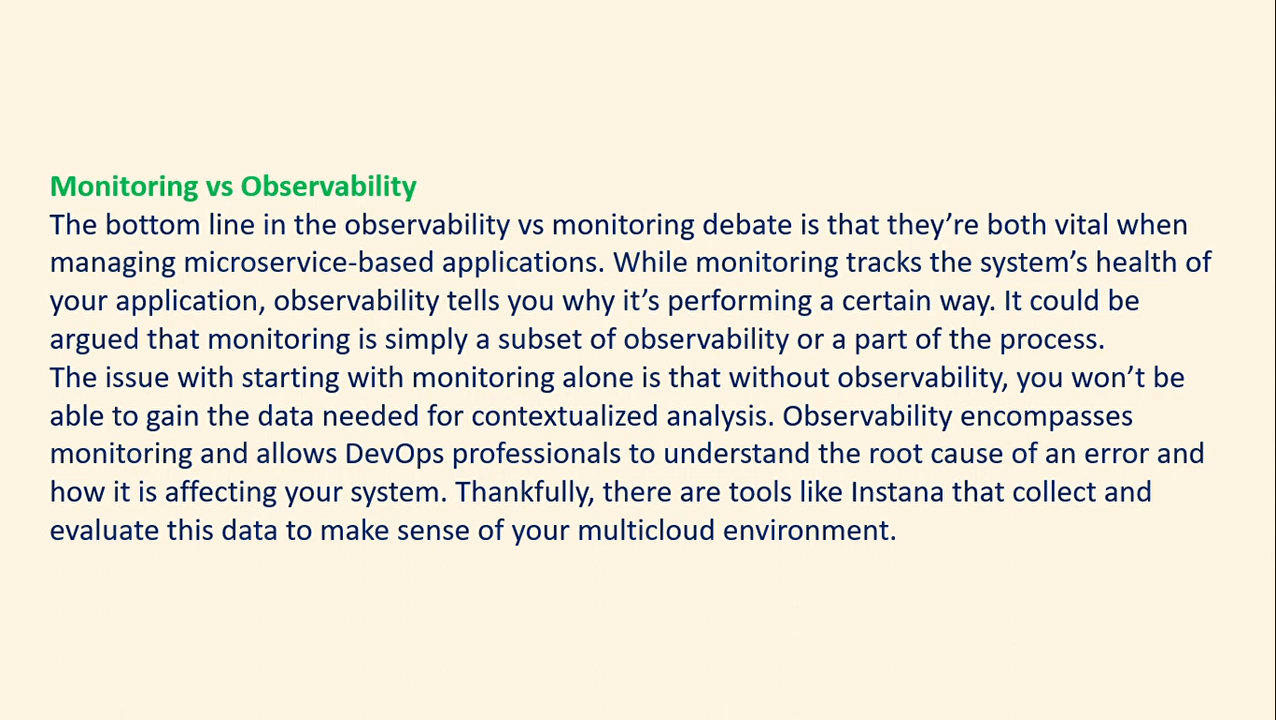 Monitoring vs Observability
The bottom line in the observability vs monitoring debate is that they’re both vital when
managing microservice-based applications. While monitoring tracks the system’s health of
your application, observability tells you why it’s performing a certain way. It could be
argued that monitoring is simply a subset of observability or a part of the process.
The issue with starting with monitoring alone is that without observability, you won’t be
able to gain the data needed for contextualized analysis. Observability encompasses
monitoring and allows DevOps professionals to understand the root cause of an error and
how it is affecting your system. Thankfully, there are tools like Instana that collect and
evaluate this data to make sense of your multicloud environment.